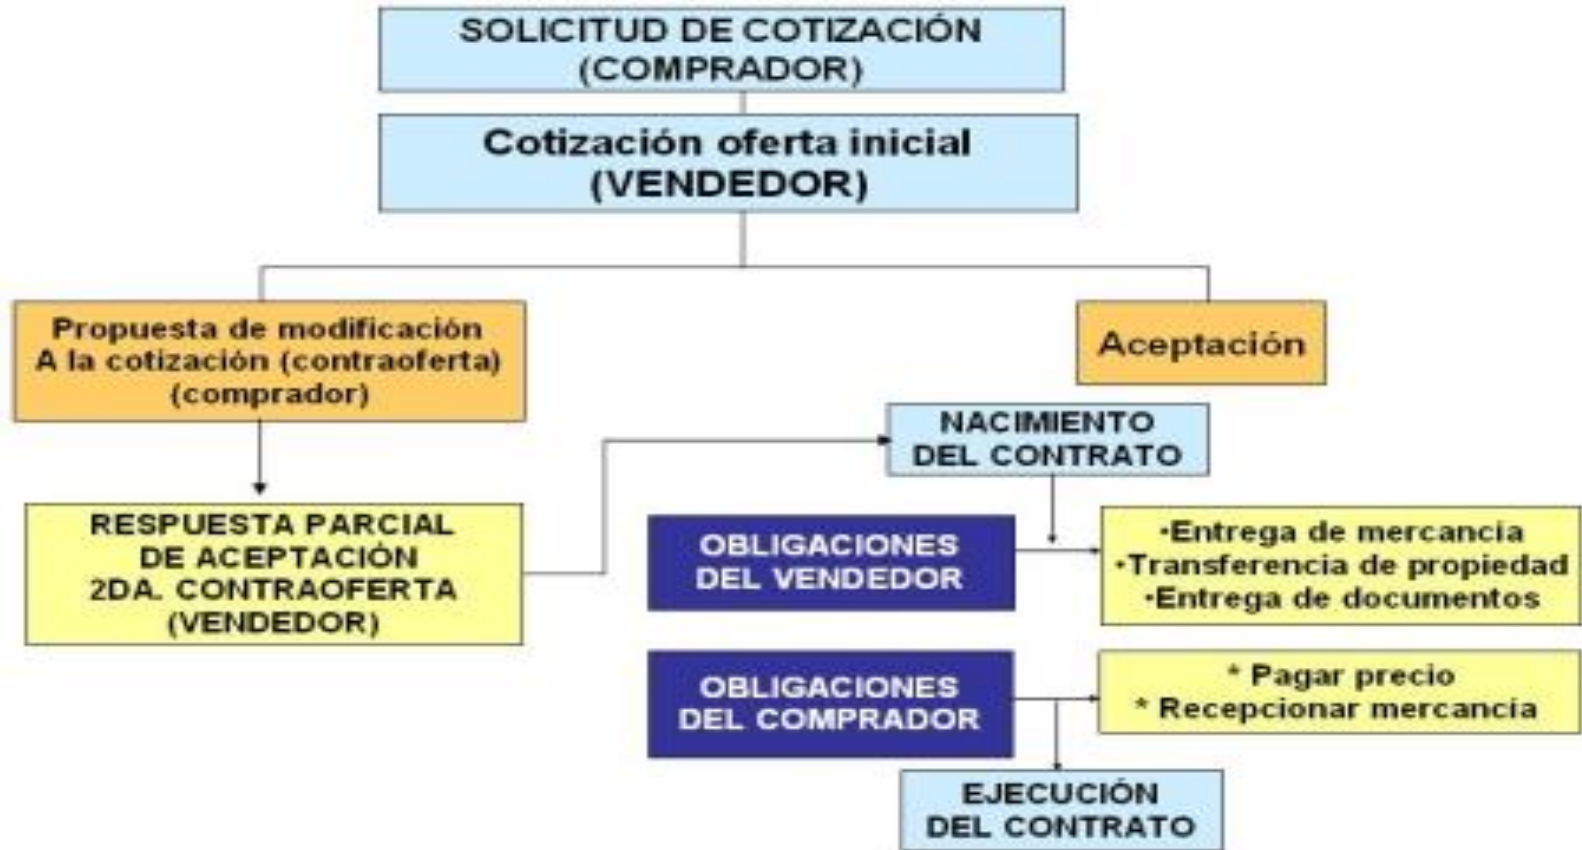 SOLICITUD DE COTIZACIÓN
(COMPRADOR)
Cotización oferta inicial
(VENDEDOR)
Propuesta de modificación
A la cotización (contraoferta)
(comprador)
Aceptación
NACIMIENTO
DEL CONTRATO
RESPUESTA PARCIAL
DE ACEPTACIÓN
2DA. CONTRAOFERTA
(VENDEDOR)
OBLIGACIONES
DEL VENDEDOR
•Entrega de mercancía
•Transferencia de propiedad
•Entrega de documentos
OBLIGACIONES
DEL COMPRADOR
* Pagar precio
* Recepcionar mercancía
EJECUCIÓN
DEL CONTRATO